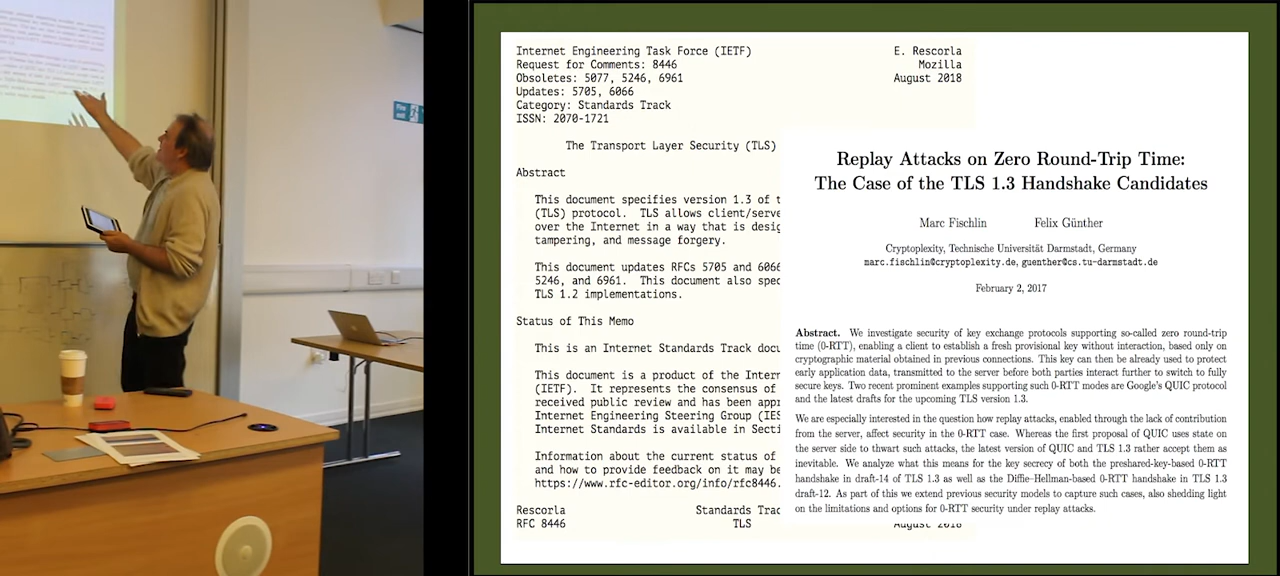 Internet Engineering Task Force (IETF) E. Rescorla
Request for Comments: 8446 Mozilla
Obsoletes: 5077, 5246, 6961 August 2018
Updates: 5705, 6066
Category: Standards Track
ISSN: 2070-1721
The Transport Layer Security (TLS)
Abstract
This document specifies version 1.3 of t
(TLS) protocol. TLS allows client/serve
over the Internet in a way that is desig
tampering, and message forgery.
This document updates RFCs 5705 and 6066
5246, and 6961. This document also spec
TLS 1.2 implementations.
Status of This Memo
This is an Internet Standards Track docu
This document is a product of the Intern
(IETF). It represents the consensus of
received public review and has been appr
Internet Engineering Steering Group (IES
Internet Standards is available in Secti
Information about the current status of
and how to provide feedback on it may be
https://www.rfc-editor.org/info/rfc8446.
Rescorla Standards Trac
RFC 8446 TLS August 2018
Replay Attacks on Zero Round-Trip Time:
The Case of the TLS 1.3 Handshake Candidates
Marc Fischlin Felix Günther
Cryptoplexity, Technische Universität Darmstadt, Germany
marc.fischlin@cryptoplexity.de, guenther@cs.tu-darmstadt.de
February 2, 2017
Abstract. We investigate security of key exchange protocols supporting so-called zero round-trip
time (0-RTT), enabling a client to establish a fresh provisional key without interaction, based only on
cryptographic material obtained in previous connections. This key can then be already used to protect
early application data, transmitted to the server before both parties interact further to switch to fully
secure keys. Two recent prominent examples supporting such 0-RTT modes are Google's QUIC protocol
and the latest drafts for the upcoming TLS version 1.3.
We are especially interested in the question how replay attacks, enabled through the lack of contribution
from the server, affect security in the 0-RTT case. Whereas the first proposal of QUIC uses state on
the server side to thwart such attacks, the latest version of QUIC and TLS 1.3 rather accept them as
inevitable. We analyze what this means for the key secrecy of both the preshared-key-based 0-RTT
handshake in draft-14 of TLS 1.3 as well as the Diffie–Hellman-based 0-RTT handshake in TLS 1.3
draft-12. As part of this we extend previous security models to capture such cases, also shedding light
on the limitations and options for 0-RTT security under replay attacks.